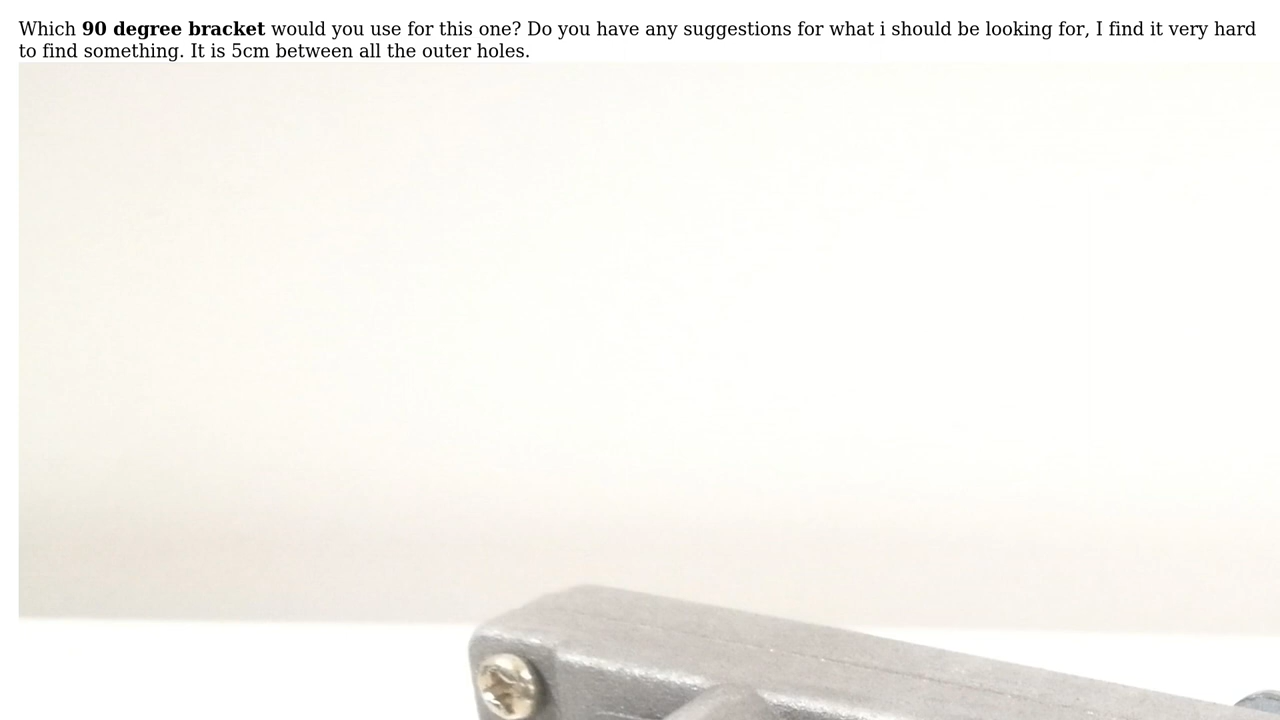 Which 90 degree bracket would you use for this one? Do you have any suggestions for what i should be looking for, I find it very hard
to find something. It is 5cm between all the outer holes.